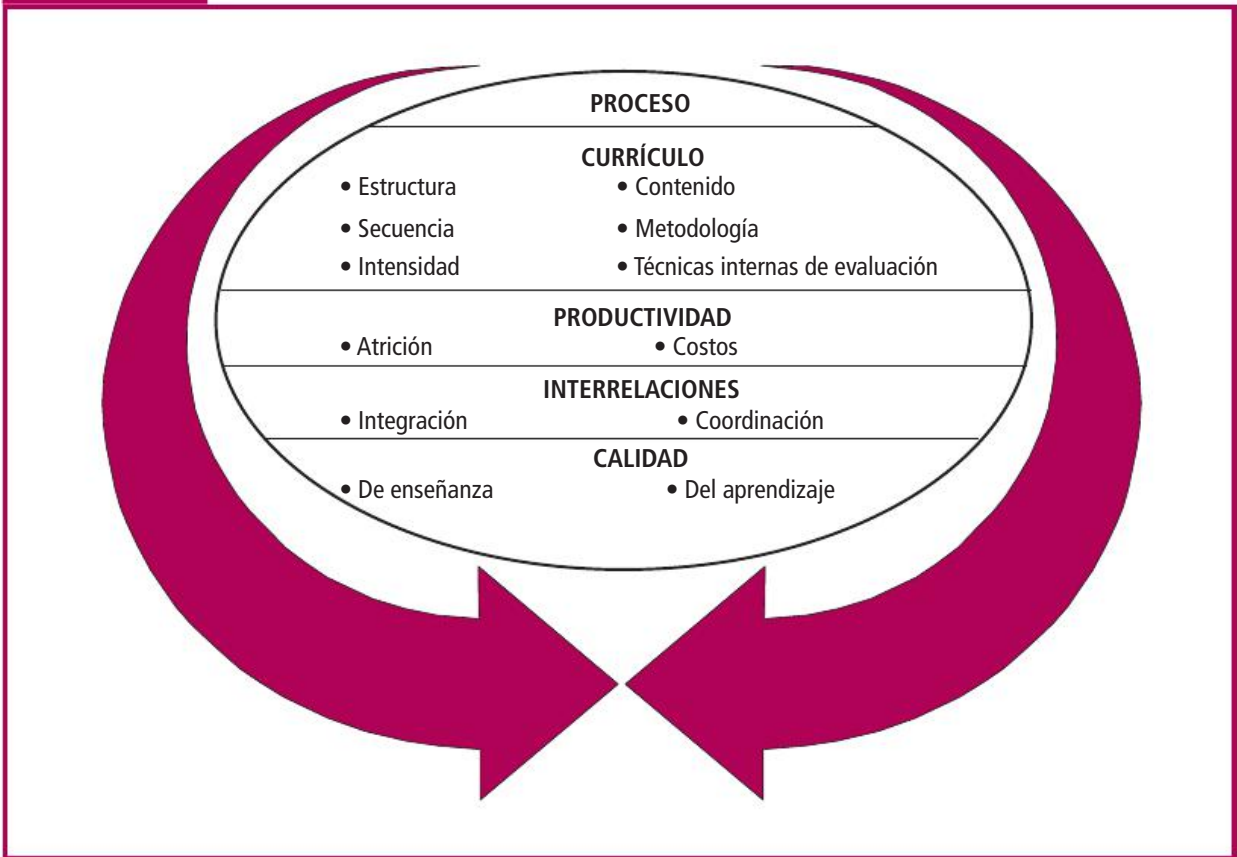 PROCESO
CURRÍCULO
• Estructura • Contenido
• Secuencia • Metodología
• Intensidad • Técnicas internas de evaluación
PRODUCTIVIDAD
• Atrición • Costos
INTERRELACIONES
• Integración • Coordinación
CALIDAD
• De enseñanza • Del aprendizaje